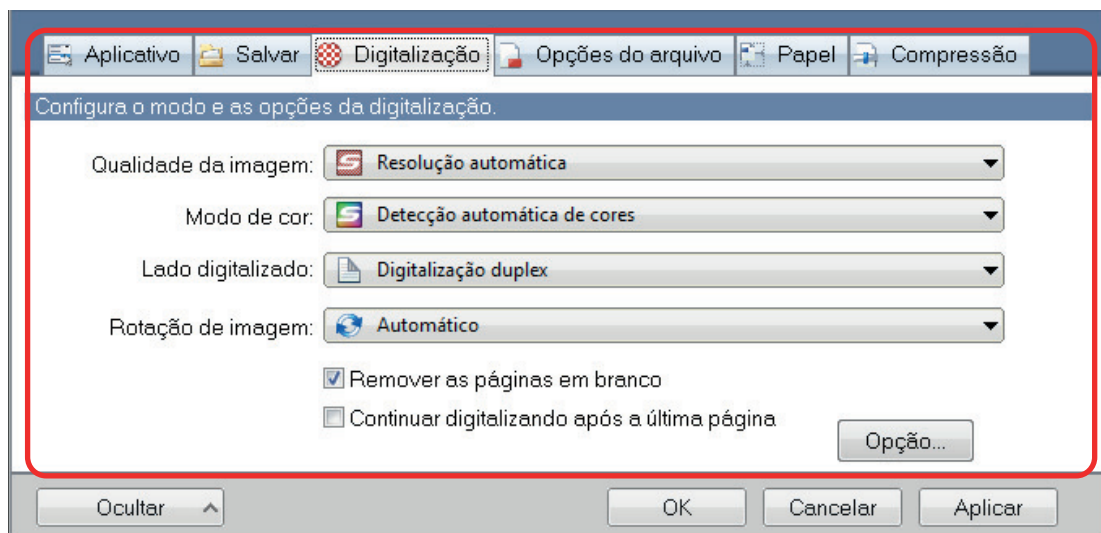 Aplicativo Salvar Digitalização Opções do arquivo Papel Compressão
Configura o modo e as opções da digitalização.
Qualidade da imagem: Resolução automática
Modo de cor: Detecção automática de cores
Lado digitalizado: Digitalização duplex
Rotação de imagem: Automático
Remover as páginas em branco
Continuar digitalizando após a última página
Opção...
Ocultar OK Cancelar Aplicar